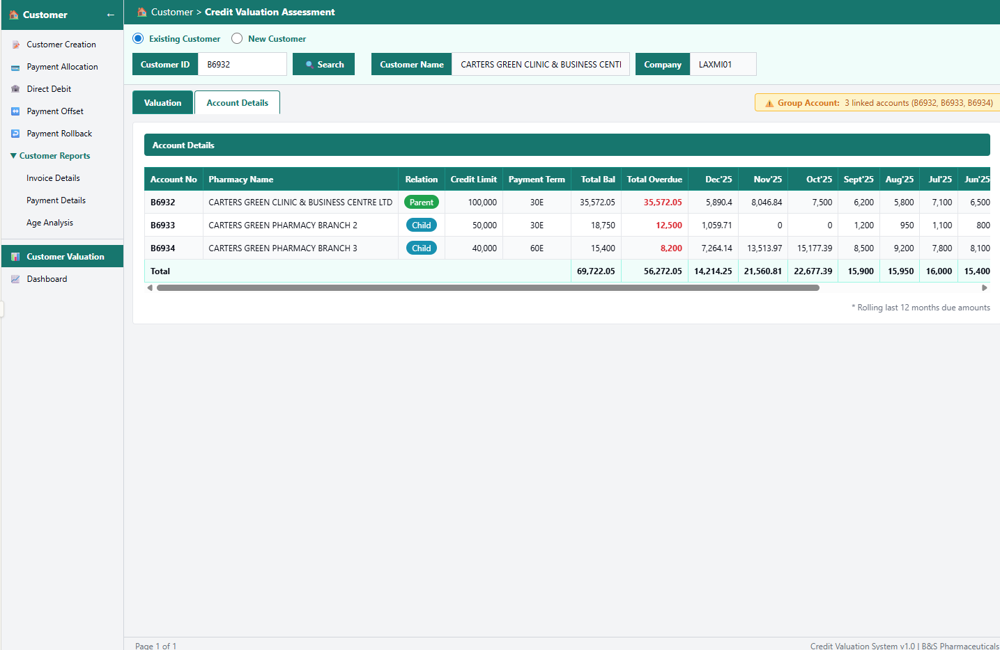 Customer ←
Customer > Credit Valuation Assessment
Customer Creation
Payment Allocation
Direct Debit
Payment Offset
Payment Rollback
▼ Customer Reports
Invoice Details
Payment Details
Age Analysis
Customer Valuation
Dashboard
Existing Customer New Customer
Customer ID B6932 Search Customer Name CARTERS GREEN CLINIC & BUSINESS CENTI Company LAXMI01
Valuation Account Details Group Account: 3 linked accounts (B6932, B6933, B6934)
Account Details
Account No Pharmacy Name Relation Credit Limit Payment Term Total Bal Total Overdue Dec'25 Nov'25 Oct'25 Sept'25 Aug'25 Jul'25 Jun'25
B6932 CARTERS GREEN CLINIC & BUSINESS CENTRE LTD Parent 100,000 30E 35,572.05 35,572.05 5,890.4 8,046.84 7,500 6,200 5,800 7,100 6,500
B6933 CARTERS GREEN PHARMACY BRANCH 2 Child 50,000 30E 18,750 12,500 1,059.71 0 0 1,200 950 1,100 800
B6934 CARTERS GREEN PHARMACY BRANCH 3 Child 40,000 60E 15,400 8,200 7,264.14 13,513.97 15,177.39 8,500 9,200 7,800 8,100
Total 69,722.05 56,272.05 14,214.25 21,560.81 22,677.39 15,900 15,950 16,000 15,400
* Rolling last 12 months due amounts
Page 1 of 1 Credit Valuation System v1.0 | B&S Pharmaceuticals